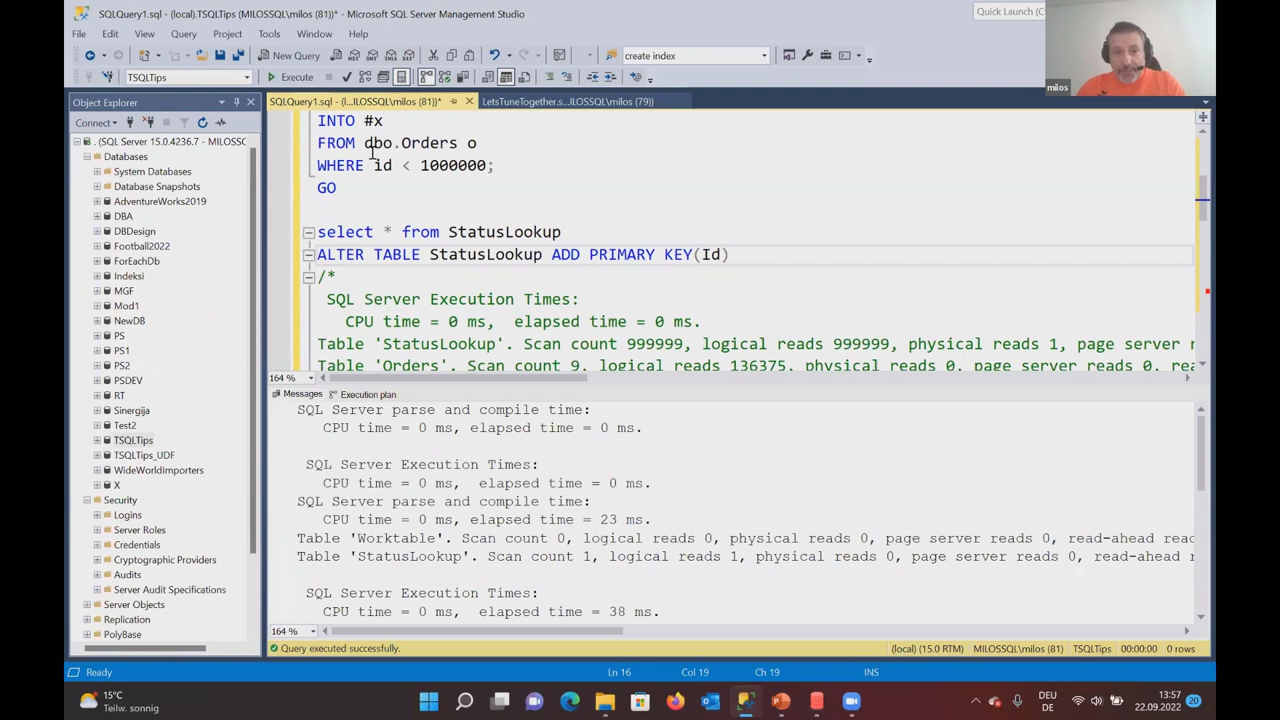 SQLQuery1.sql - (local).TSQLTips (MILOSSQL\milos (81))* - Microsoft SQL Server Management Studio
Quick Launch (C
File Edit View Query Project Tools Window Help
New Query
create index
TSQLTips
Execute
milos
Object Explorer
SQLQuery1.sql - (l...ILOSSQL\milos (81))*
LetsTuneTogether.s...ILOSSQL\milos (79))
Connect
. (SQL Server 15.0.4236.7 - MILOSSC
Databases
System Databases
Database Snapshots
AdventureWorks2019
DBA
DBDesign
Football2022
ForEachDb
Indeksi
MGF
Mod1
NewDB
PS
PS1
PS2
PSDEV
RT
Sinergija
Test2
TSQLTips
TSQLTips_UDF
WideWorldImporters
X
Security
Logins
Server Roles
Credentials
Cryptographic Providers
Audits
Server Audit Specifications
Server Objects
Replication
PolyBase
INTO #x
FROM dbo.Orders o
WHERE id < 1000000;
GO
select * from StatusLookup
ALTER TABLE StatusLookup ADD PRIMARY KEY(Id)
/*
SQL Server Execution Times:
CPU time = 0 ms, elapsed time = 0 ms.
Table 'StatusLookup'. Scan count 999999, logical reads 999999, physical reads 1, page server r
Table 'Orders'. Scan count 9, logical reads 136375, physical reads 0, page server reads 0, rea
164 %
Messages Execution plan
SQL Server parse and compile time:
CPU time = 0 ms, elapsed time = 0 ms.
SQL Server Execution Times:
CPU time = 0 ms, elapsed time = 0 ms.
SQL Server parse and compile time:
CPU time = 0 ms, elapsed time = 23 ms.
Table 'Worktable'. Scan count 0, logical reads 0, physical reads 0, page server reads 0, read-ahead reac
Table 'StatusLookup'. Scan count 1, logical reads 1, physical reads 0, page server reads 0, read-ahead r
SQL Server Execution Times:
CPU time = 0 ms, elapsed time = 38 ms.
164 %
Query executed successfully.
(local) (15.0 RTM) MILOSSQL\milos (81) TSQLTips 00:00:00 0 rows
Ready
Ln 16 Col 19 Ch 19 INS
15°C
Teilw. sonnig
DEU
DE
13:57
22.09.2022
20